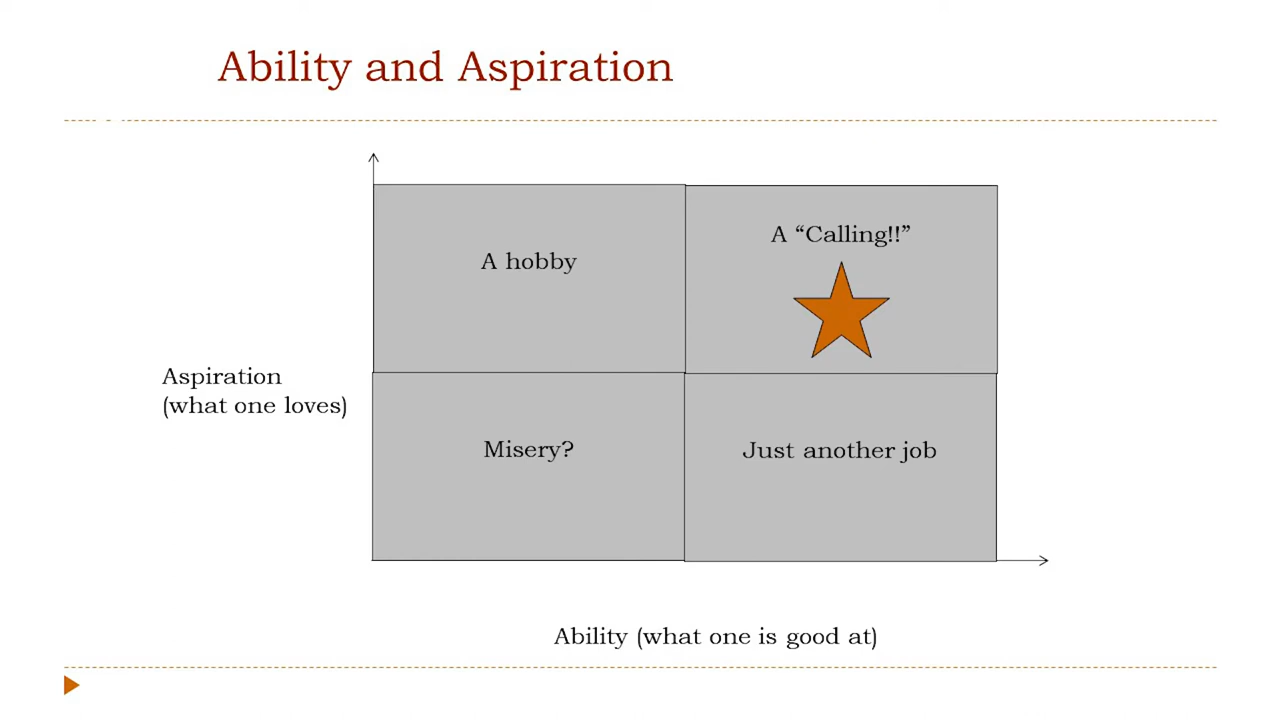 Ability and Aspiration
A hobby
A “Calling!!”
Aspiration
(what one loves)
Misery?
Just another job
Ability (what one is good at)